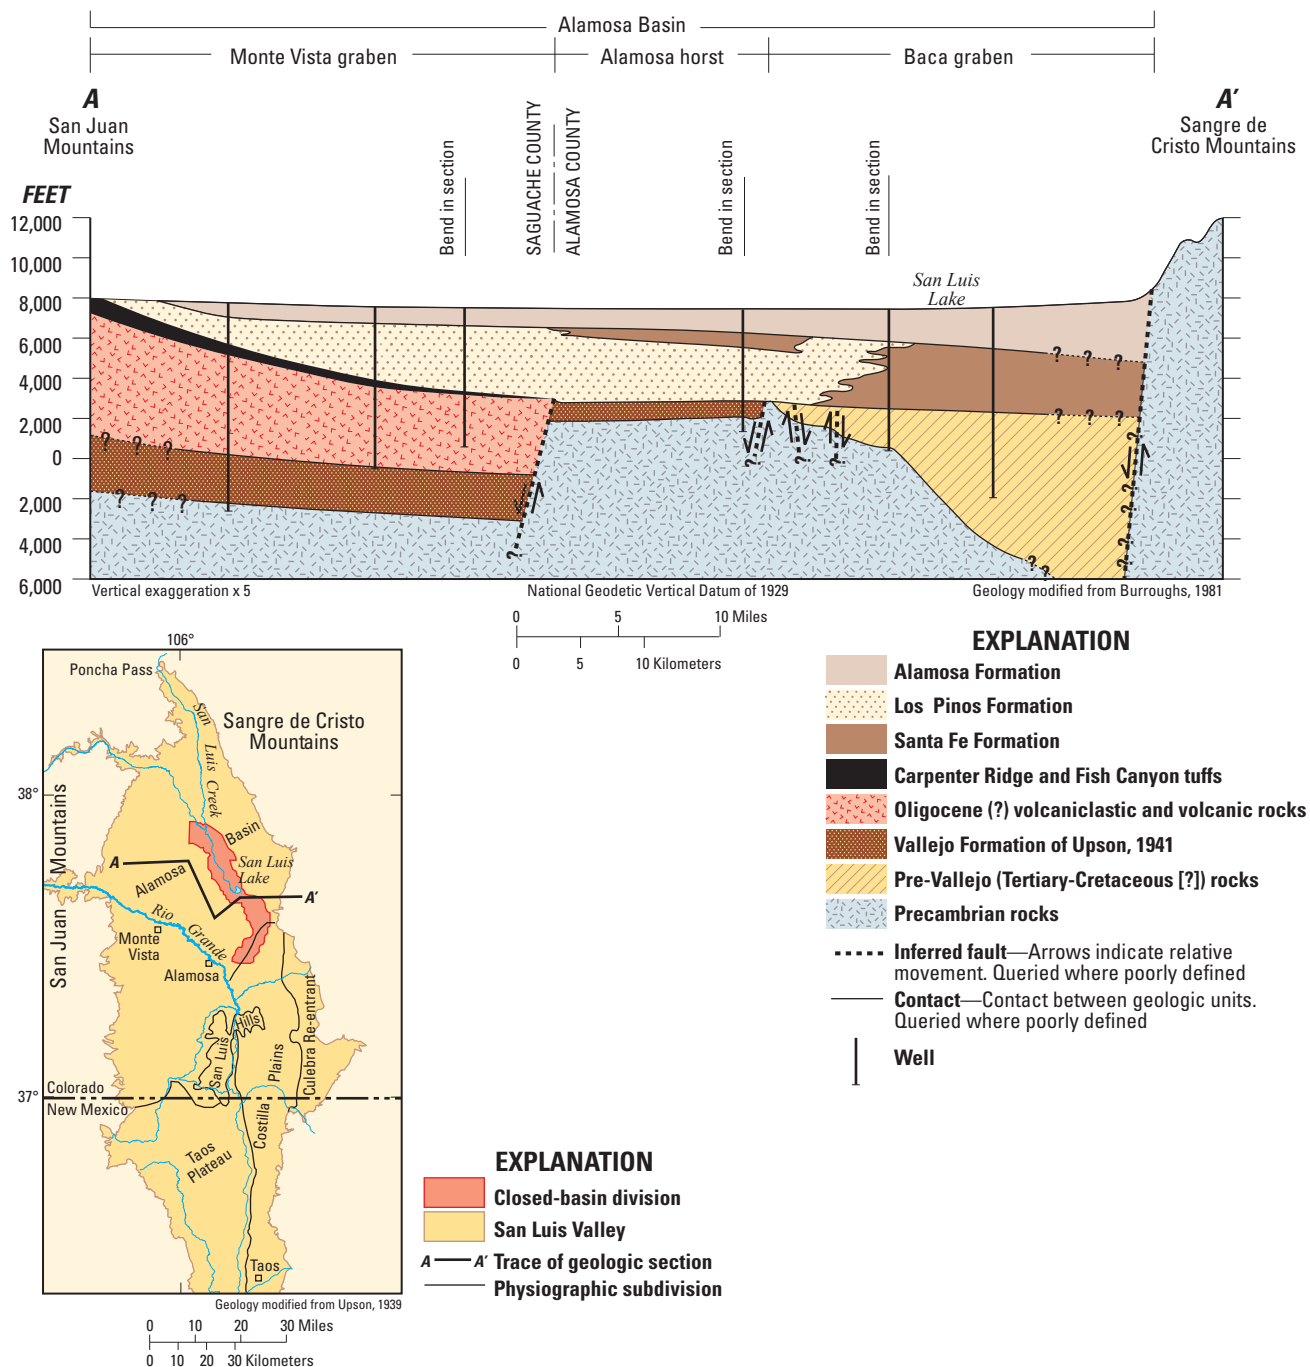 Alamosa Basin
Monte Vista graben
Alamosa horst
Baca graben
A
San Juan
Mountains
A′
Sangre de
Cristo Mountains
Bend in section
SAGUACHE COUNTY
ALAMOSA COUNTY
Bend in section
Bend in section
FEET
12,000
10,000
8,000
6,000
4,000
2,000
0
2,000
4,000
6,000
San Luis
Lake
? ? ?
? ? ?
? ? ?
? ? ?
?
?
?
?
?
?
?
?
?
?
? ?
Vertical exaggeration x 5
National Geodetic Vertical Datum of 1929
Geology modified from Burroughs, 1981
0 5 10 Miles
0 5 10 Kilometers
EXPLANATION
Alamosa Formation
Los Pinos Formation
Santa Fe Formation
Carpenter Ridge and Fish Canyon tuffs
Oligocene (?) volcaniclastic and volcanic rocks
Vallejo Formation of Upson, 1941
Pre-Vallejo (Tertiary-Cretaceous [?]) rocks
Precambrian rocks
Inferred fault—Arrows indicate relative
movement. Queried where poorly defined
Contact—Contact between geologic units.
Queried where poorly defined
Well
106°
Poncha Pass
San Luis Creek
Sangre de Cristo
Mountains
38°
San Juan Mountains
Basin
A
San Luis
Lake
Alamosa
A′
Rio Grande
Monte
Vista
Alamosa
Hills
San Luis
Plains
Culebra Re-entrant
Colorado
37°
New Mexico
Costilla
Taos
Plateau
Taos
Geology modified from Upson, 1939
0 10 20 30 Miles
0 10 20 30 Kilometers
EXPLANATION
Closed-basin division
San Luis Valley
A A′ Trace of geologic section
Physiographic subdivision